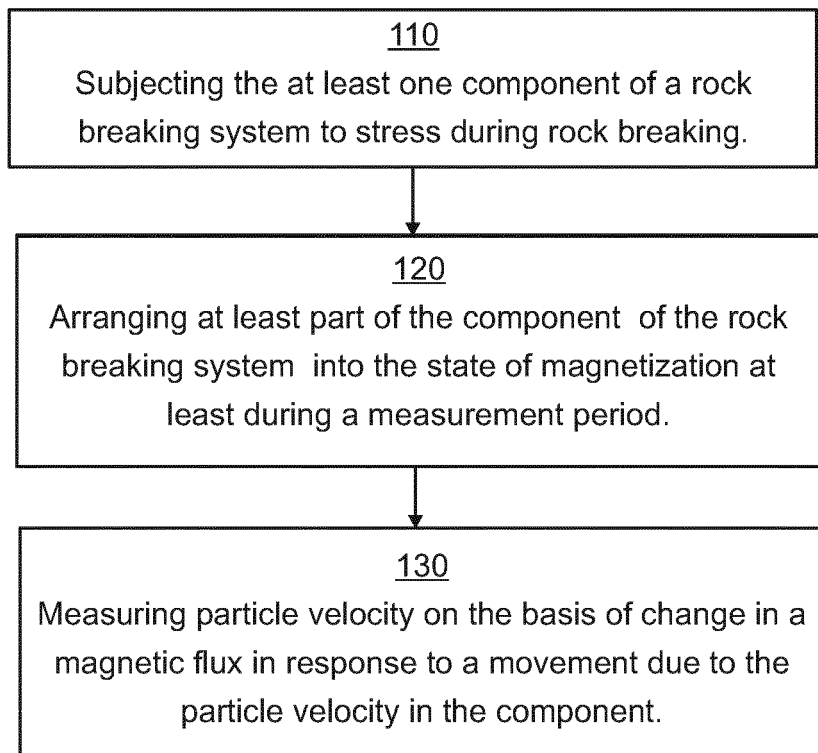 110
Subjecting the at least one component of a rock
breaking system to stress during rock breaking.
120
Arranging at least part of the component of the rock
breaking system into the state of magnetization at
least during a measurement period.
130
Measuring particle velocity on the basis of change in a
magnetic flux in response to a movement due to the
particle velocity in the component.